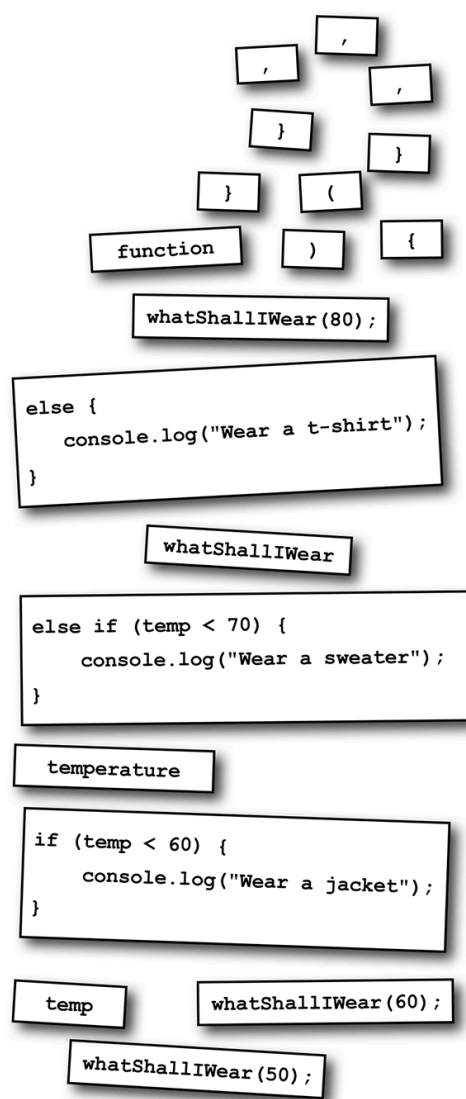 ,
,
,
}
}
}
(
function
)
{
whatShallIWear(80);
else {
console.log("Wear a t-shirt");
}
whatShallIWear
else if (temp < 70) {
console.log("Wear a sweater");
}
temperature
if (temp < 60) {
console.log("Wear a jacket");
}
temp
whatShallIWear(60);
whatShallIWear(50);